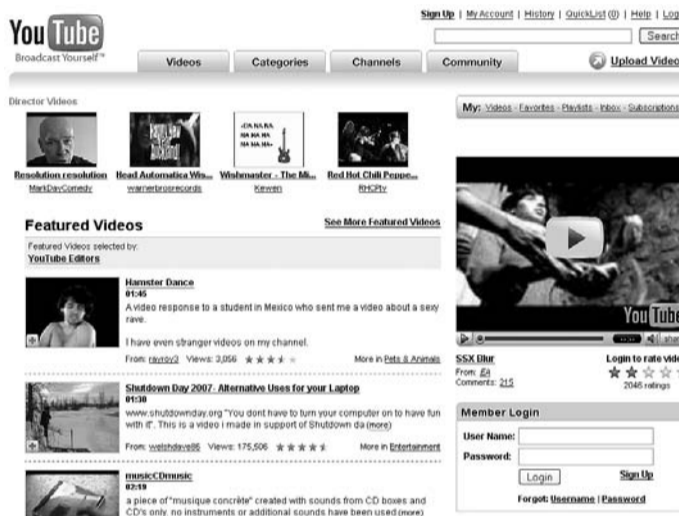 Sign Up | My Account | History | QuickList (0) | Help | Log
You Tube
Broadcast Yourself™
Search
Videos
Categories
Channels
Community
Upload Video
Director Videos
My: Videos - Favorites - Playlists - Inbox - Subscriptions
Resolution resolution
MarkDayComedy
Head Automatica Wis...
warnerbrosrecords
Wishmaster - The Mi...
Kewen
Red Hot Chili Peppe...
RHCPtv
Featured Videos
See More Featured Videos
Featured Videos selected by:
YouTube Editors
Hamster Dance
01:45
A video response to a student in Mexico who sent me a video about a sexy
rave.
I have even stranger videos on my channel.
From: rayroy2 Views: 3,056
More in Pets & Animals
Shutdown Day 2007- Alternative Uses for your Laptop
01:30
www.shutdownday.org "You dont have to turn your computer on to have fun
with it". This is a video i made in support of Shutdown da (more)
From: welshdave86 Views: 175,506
More in Entertainment
musicCDmusic
02:19
a piece of "musique concrète" created with sounds from CD boxes and
CD's only. no instruments or additional sounds have been used (more)
You Tube
SSX Blur
From: EA
Comments: 215
Login to rate vide
2046 ratings
Member Login
User Name:
Password:
Login
Sign Up
Forgot: Username | Password